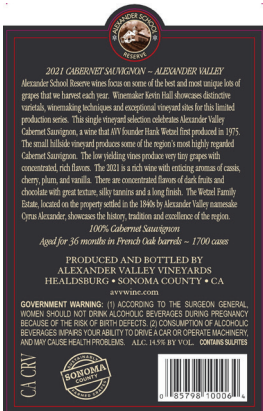 ALEXANDER SCHOOL
RESERVE
2021 CABERNET SAUVIGNON ~ ALEXANDER VALLEY
Alexander School Reserve wines focus on some of the best and most unique lots of
grapes that we harvest each year. Winemaker Kevin Hall showcases distinctive
varietals, winemaking techniques and exceptional vineyard sites for this limited
production series. This single vineyard selection celebrates Alexander Valley
Cabernet Sauvignon, a wine that AVV founder Hank Wetzel first produced in 1975.
The small hillside vineyard produces some of the region's most highly regarded
Cabernet Sauvignon. The low yielding vines produce very tiny grapes with
concentrated, rich flavors. The 2021 is a rich wine with enticing aromas of cassis,
cherry, plum, and vanilla. There are concentrated flavors of dark fruits and
chocolate with great texture, silky tannins and a long finish. The Wetzel Family
Estate, located on the property settled in the 1840s by Alexander Valley namesake
Cyrus Alexander, showcases the history, tradition and excellence of the region.
100% Cabernet Sauvignon
Aged for 36 months in French Oak barrels ~ 1700 cases
PRODUCED AND BOTTLED BY
ALEXANDER VALLEY VINEYARDS
HEALDSBURG • SONOMA COUNTY • CA
avvwine.com
GOVERNMENT WARNING: (1) ACCORDING TO THE SURGEON GENERAL,
WOMEN SHOULD NOT DRINK ALCOHOLIC BEVERAGES DURING PREGNANCY
BECAUSE OF THE RISK OF BIRTH DEFECTS. (2) CONSUMPTION OF ALCOHOLIC
BEVERAGES IMPAIRS YOUR ABILITY TO DRIVE A CAR OR OPERATE MACHINERY,
AND MAY CAUSE HEALTH PROBLEMS. ALC. 14.5% BY VOL. CONTAINS SULFITES
CA CRV
SUSTAINABLE
SONOMA
COUNTY
0 85798 10006